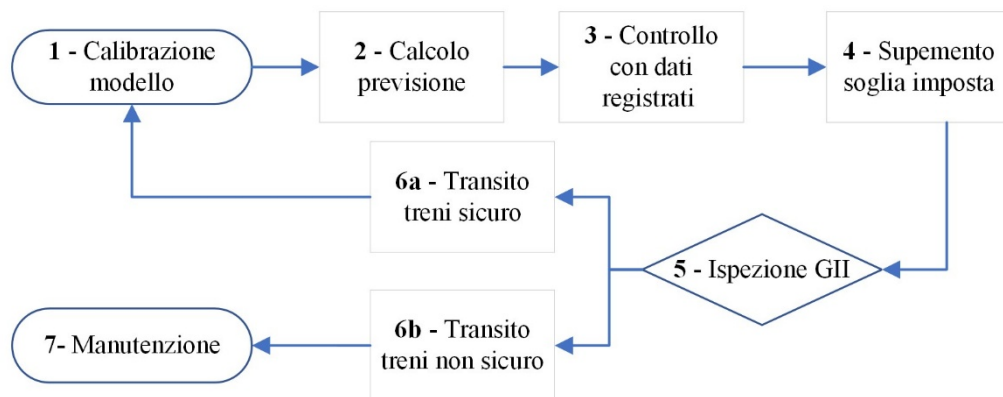 1 - Calibrazione
modello
2 - Calcolo
previsione
3 - Controllo
con dati
registrati
4 - Supemento
soglia imposta
5 - Ispezione GII
6a - Transito
treni sicuro
6b - Transito
treni non sicuro
7- Manutenzione